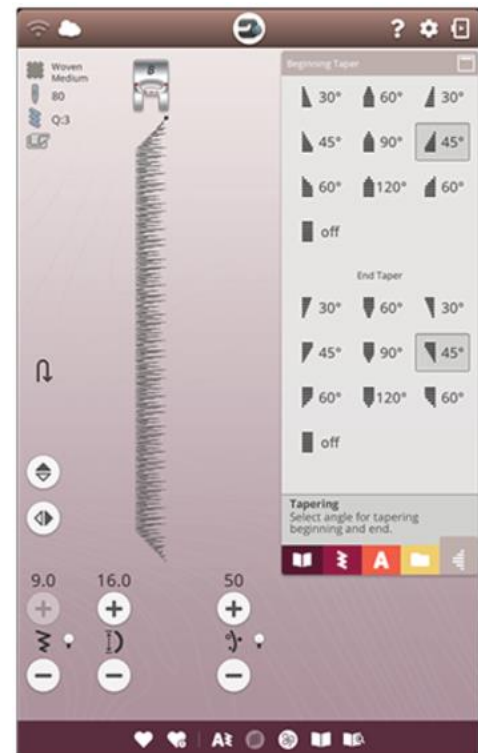 ?
Woven
Medium
80
Q:3
B
Beginning Taper
30° 60° 30°
45° 90° 45°
60° 120° 60°
off
End Taper
30° 60° 30°
45° 90° 45°
60° 120° 60°
off
Tapering
Select angle for tapering
beginning and end.
A
9.0 16.0 50
A